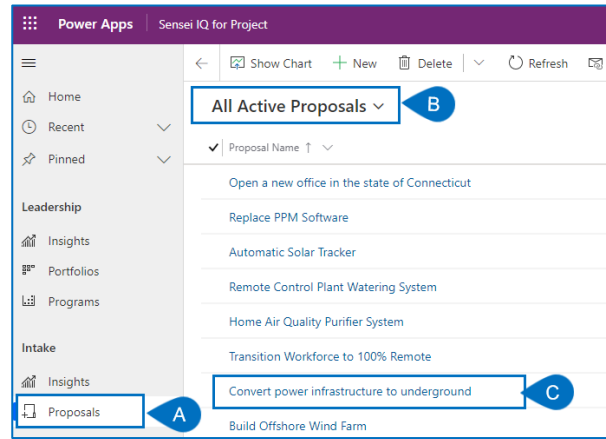 Power Apps Sensei IQ for Project
Show Chart New Delete Refresh
Home
Recent
Pinned
Leadership
Insights
Portfolios
Programs
Intake
Insights
Proposals
A
All Active Proposals
B
Proposal Name
Open a new office in the state of Connecticut
Replace PPM Software
Automatic Solar Tracker
Remote Control Plant Watering System
Home Air Quality Purifier System
Transition Workforce to 100% Remote
Convert power infrastructure to underground
C
Build Offshore Wind Farm